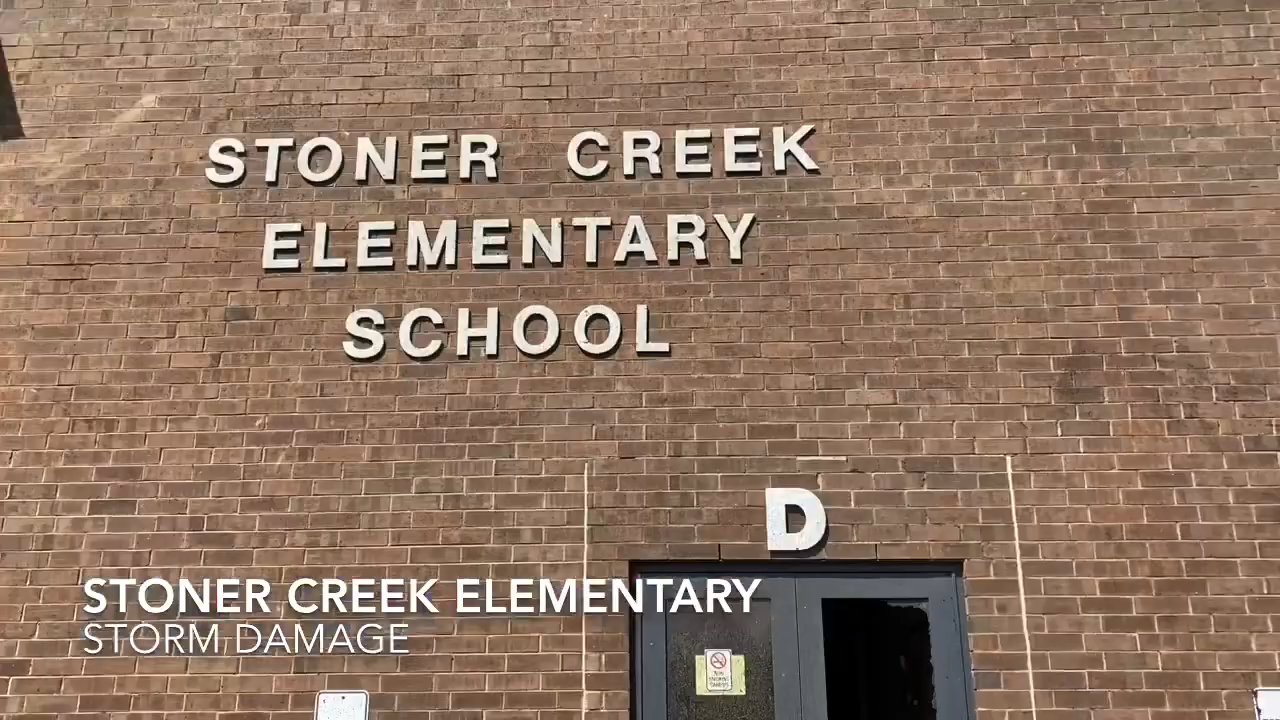 STONER CREEK
ELEMENTARY
SCHOOL
D
STONER CREEK ELEMENTARY
STORM DAMAGE